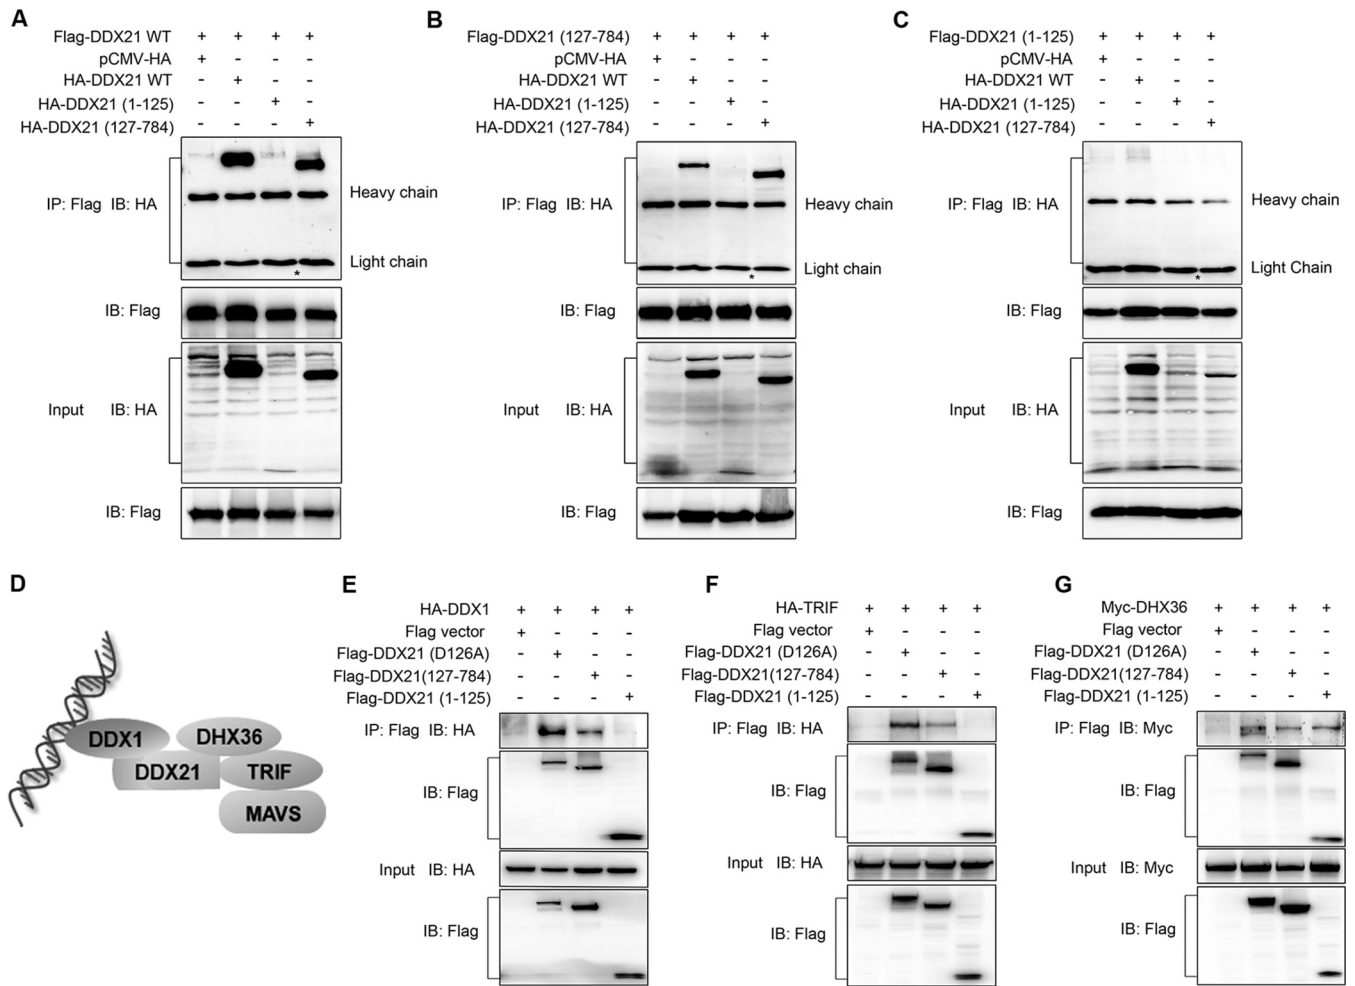 A
Flag-DDX21 WT + + + +
pCMV-HA + - - -
HA-DDX21 WT - + - -
HA-DDX21 (1-125) - - + -
HA-DDX21 (127-784) - - - +
IP: Flag IB: HA
Heavy chain
Light chain
*
IB: Flag
Input IB: HA
IB: Flag
B
Flag-DDX21 (127-784) + + + +
pCMV-HA + - - -
HA-DDX21 WT - + - -
HA-DDX21 (1-125) - - + -
HA-DDX21 (127-784) - - - +
IP: Flag IB: HA
Heavy chain
Light chain
*
IB: Flag
Input IB: HA
IB: Flag
C
Flag-DDX21 (1-125) + + + +
pCMV-HA + - - -
HA-DDX21 WT - + - -
HA-DDX21 (1-125) - - + -
HA-DDX21 (127-784) - - - +
IP: Flag IB: HA
Heavy chain
Light Chain
*
IB: Flag
Input IB: HA
IB: Flag
D
DDX1
DHX36
DDX21
TRIF
MAVS
E
HA-DDX1 + + + +
Flag vector + - - -
Flag-DDX21 (D126A) - + - -
Flag-DDX21(127-784) - - + -
Flag-DDX21 (1-125) - - - +
IP: Flag IB: HA
IB: Flag
Input IB: HA
IB: Flag
F
HA-TRIF + + + +
Flag vector + - - -
Flag-DDX21 (D126A) - + - -
Flag-DDX21(127-784) - - + -
Flag-DDX21 (1-125) - - - +
IP: Flag IB: HA
IB: Flag
Input IB: HA
IB: Flag
G
Myc-DHX36 + + + +
Flag vector + - - -
Flag-DDX21 (D126A) - + - -
Flag-DDX21(127-784) - - + -
Flag-DDX21 (1-125) - - - +
IP: Flag IB: Myc
IB: Flag
Input IB: Myc
IB: Flag